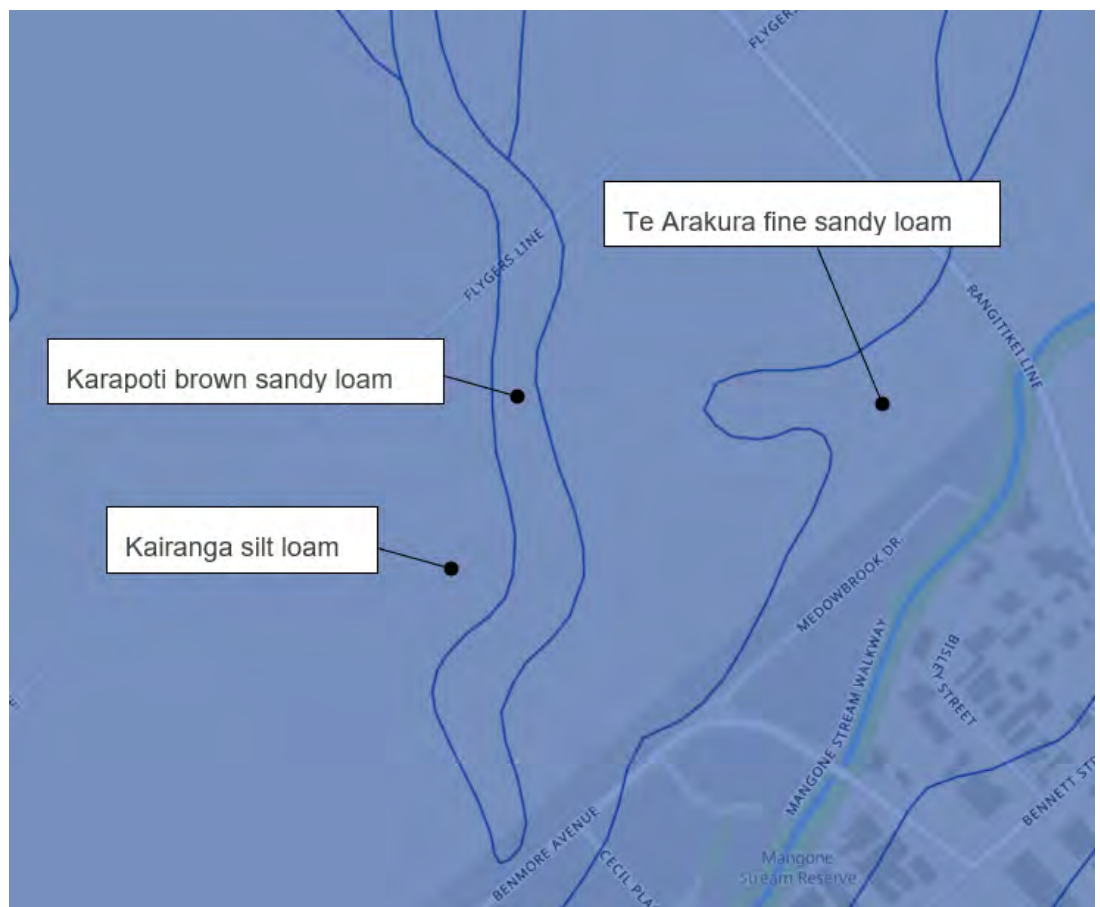 FLYGERS
Te Arakura fine sandy loam
FLYGERS LINE
RANGITIKEI LINE
Karapoti brown sandy loam
Kairanga silt loam
MEDOWBROOK DR.
BISLEY STREET
MANGONE STREAM WALKWAY
BENNETT ST
BENMORE AVENUE
CECIL PLA
Mangone
Stream Reserve